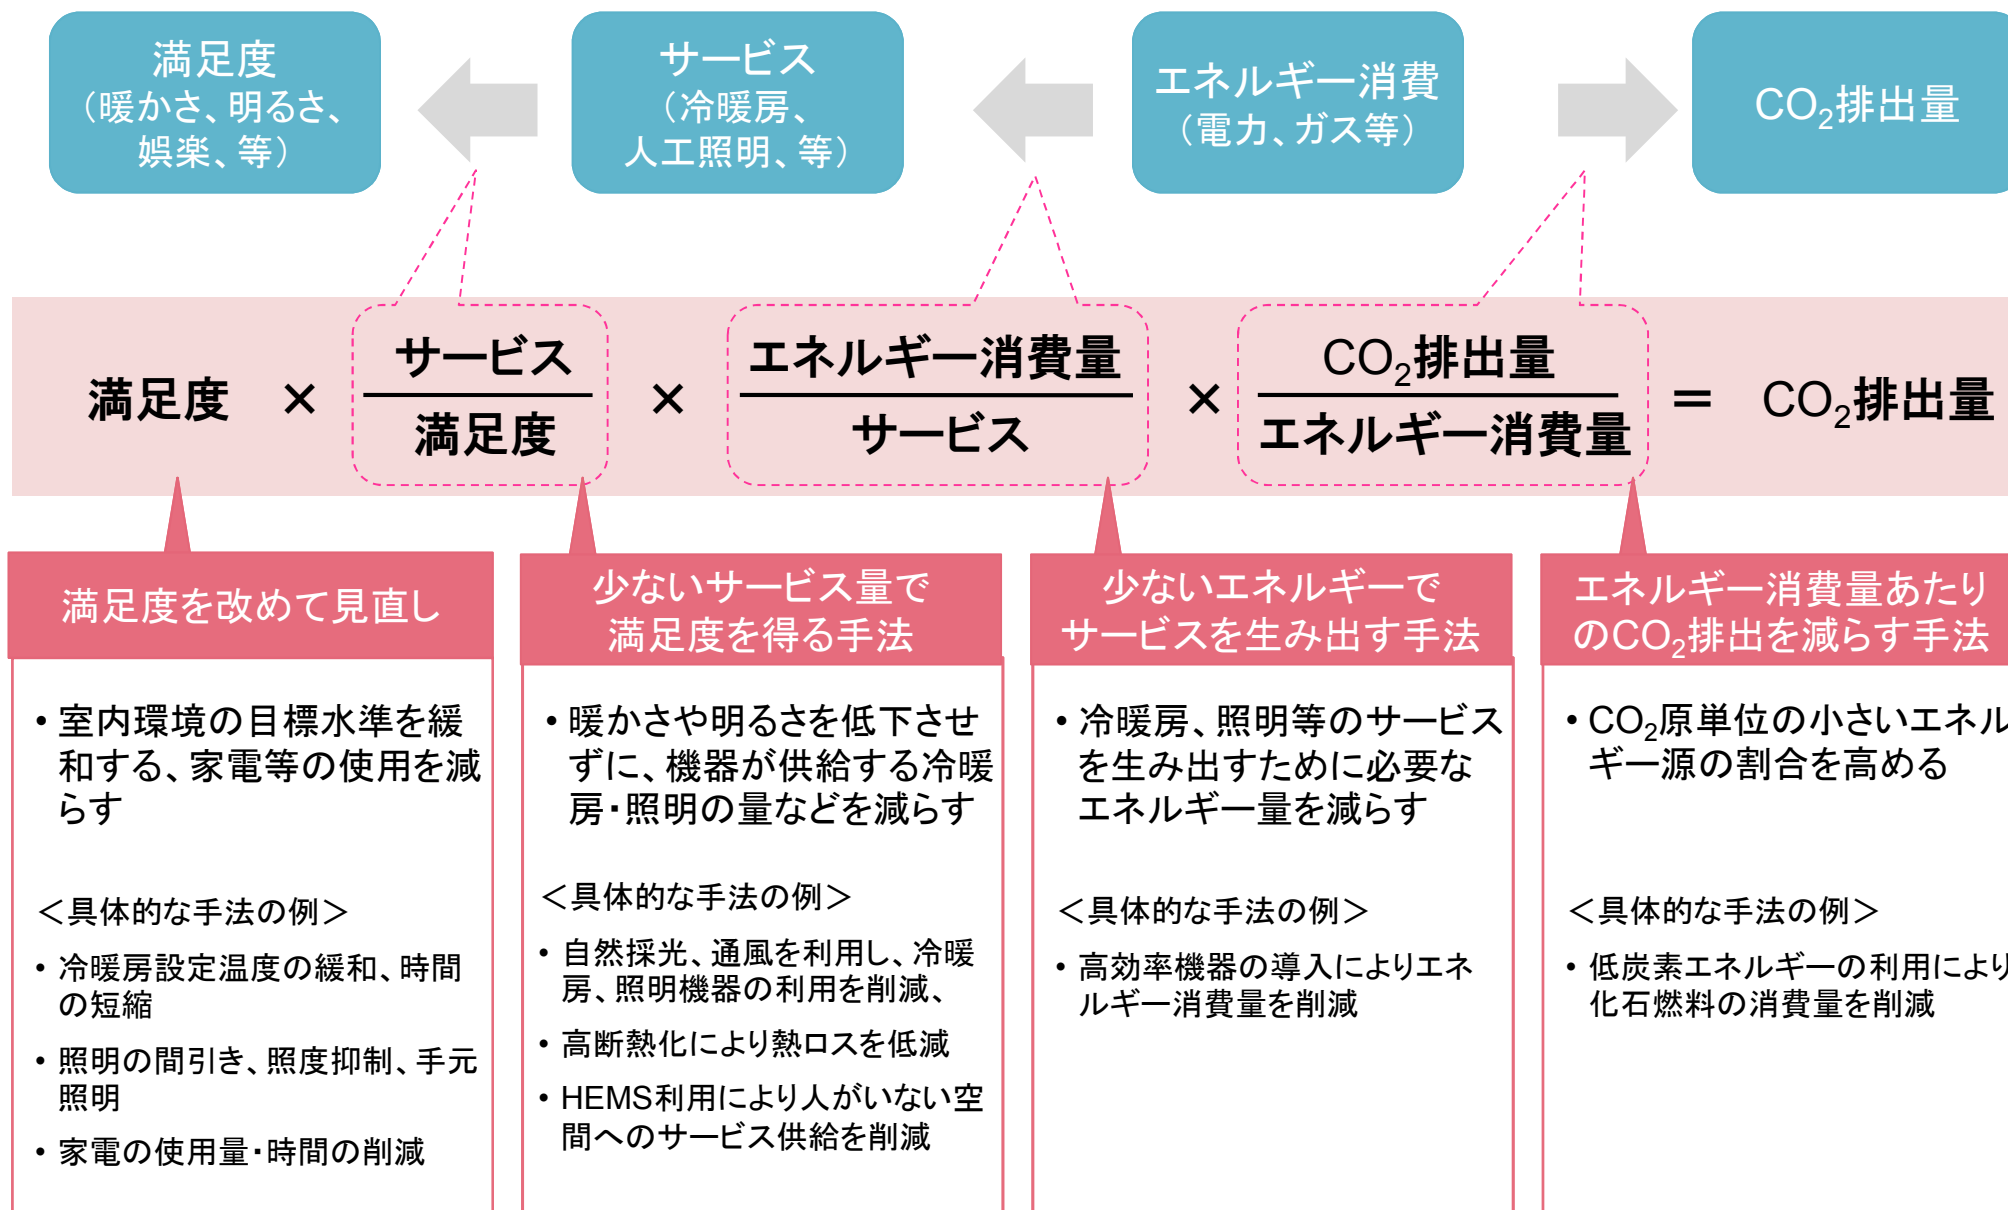 満足度
（暖かさ、明るさ、
娯楽、等）
サービス
（冷暖房、
人工照明、等）
エネルギー消費
（電力、ガス等）
CO₂排出量
満足度 × サービス / 満足度 × エネルギー消費量 / サービス × CO₂排出量 / エネルギー消費量 ＝ CO₂排出量
満足度を改めて見直し
・室内環境の目標水準を緩
和する、家電等の使用を減
らす
＜具体的な手法の例＞
・冷暖房設定温度の緩和、時間
の短縮
・照明の間引き、照度抑制、手元
照明
・家電の使用量・時間の削減
少ないサービス量で
満足度を得る手法
・暖かさや明るさを低下させ
ずに、機器が供給する冷暖
房・照明の量などを減らす
＜具体的な手法の例＞
・自然採光、通風を利用し、冷暖
房、照明機器の利用を削減、
・高断熱化により熱ロスを低減
・HEMS利用により人がいない空
間へのサービス供給を削減
少ないエネルギーで
サービスを生み出す手法
・冷暖房、照明等のサービス
を生み出すために必要な
エネルギー量を減らす
＜具体的な手法の例＞
・高効率機器の導入によりエネ
ルギー消費量を削減
エネルギー消費量あたり
のCO₂排出を減らす手法
・CO₂原単位の小さいエネル
ギー源の割合を高める
＜具体的な手法の例＞
・低炭素エネルギーの利用により
化石燃料の消費量を削減